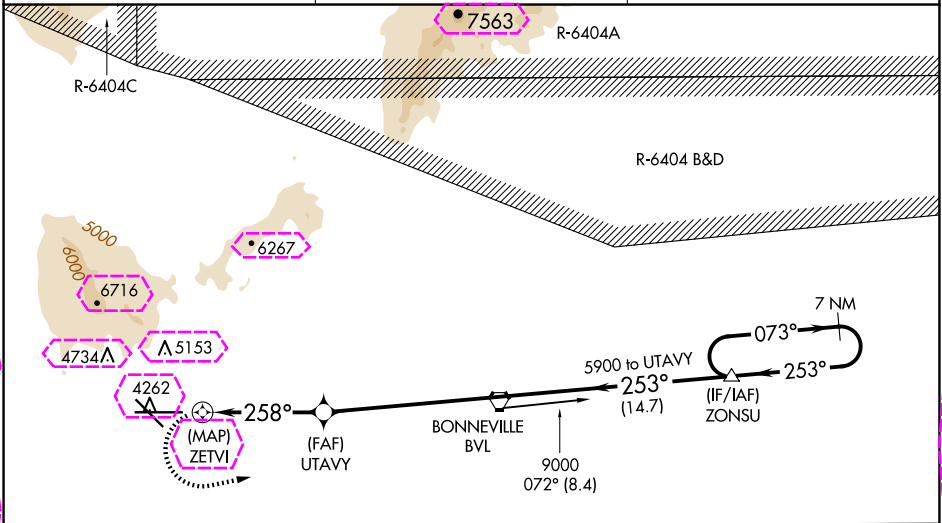 7563
R-6404A
R-6404C
R-6404 B&D
5000
6000
6267
6716
4734
5153
4262
7 NM
073°
5900 to UTAVY
253°
253°
(14.7)
(IF/IAF)
ZONSU
258°
(MAP)
ZETVI
(FAF)
UTAVY
BONNEVILLE
BVL
9000
072° (8.4)